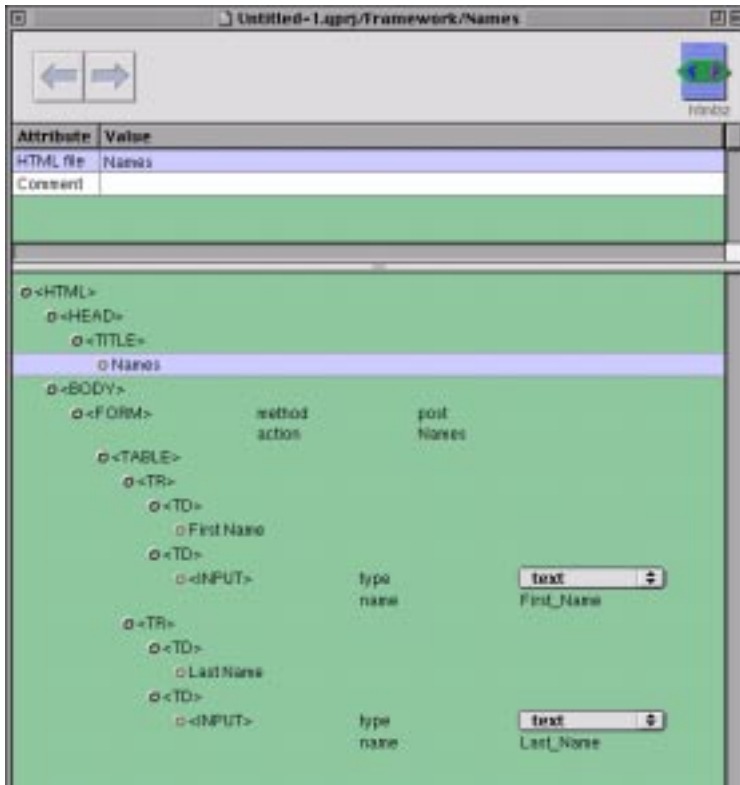 Untitled-1.qprj/Framework/Names
Attribute Value
HTML file Names
Comment
<HTML>
<HEAD>
<TITLE>
Names
<BODY>
<FORM> method post
action Names
<TABLE>
<TR>
<TD>
First Name
<TD>
<INPUT> type text
name First_Name
<TR>
<TD>
Last Name
<TD>
<INPUT> type text
name Last_Name